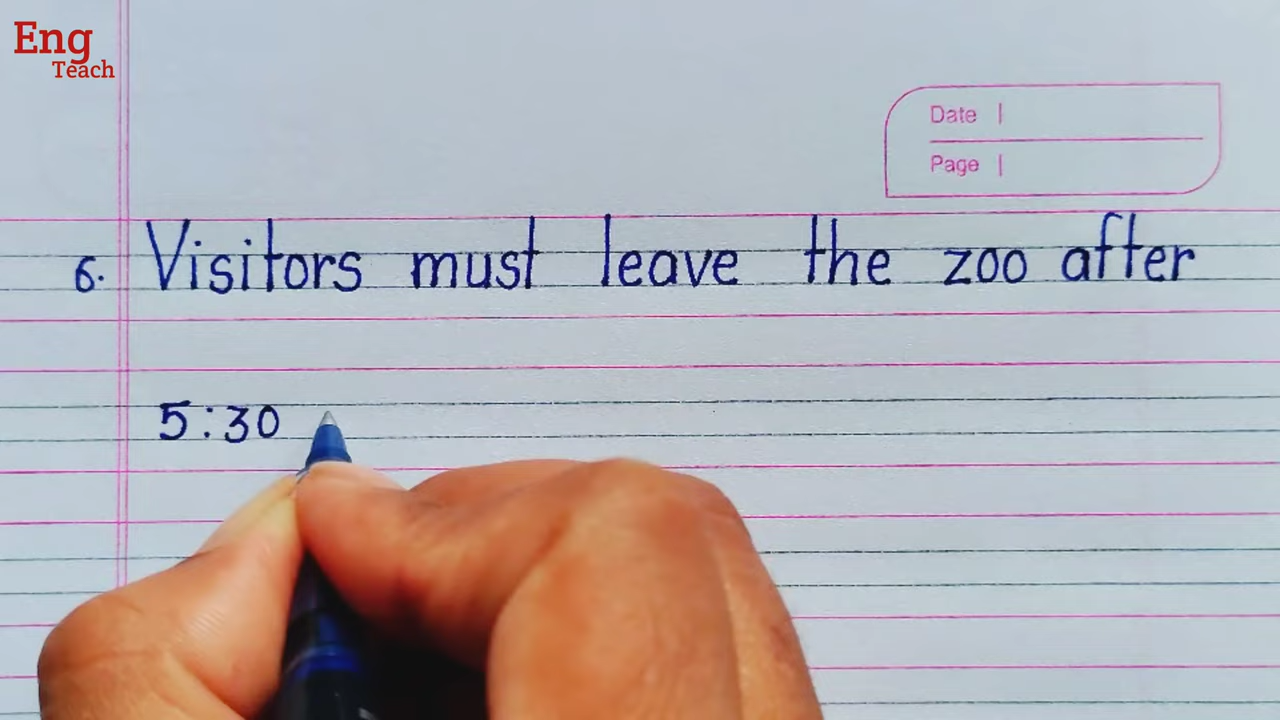 Eng
Teach
Date |
Page |
6. Visitors must leave the zoo after
5:30